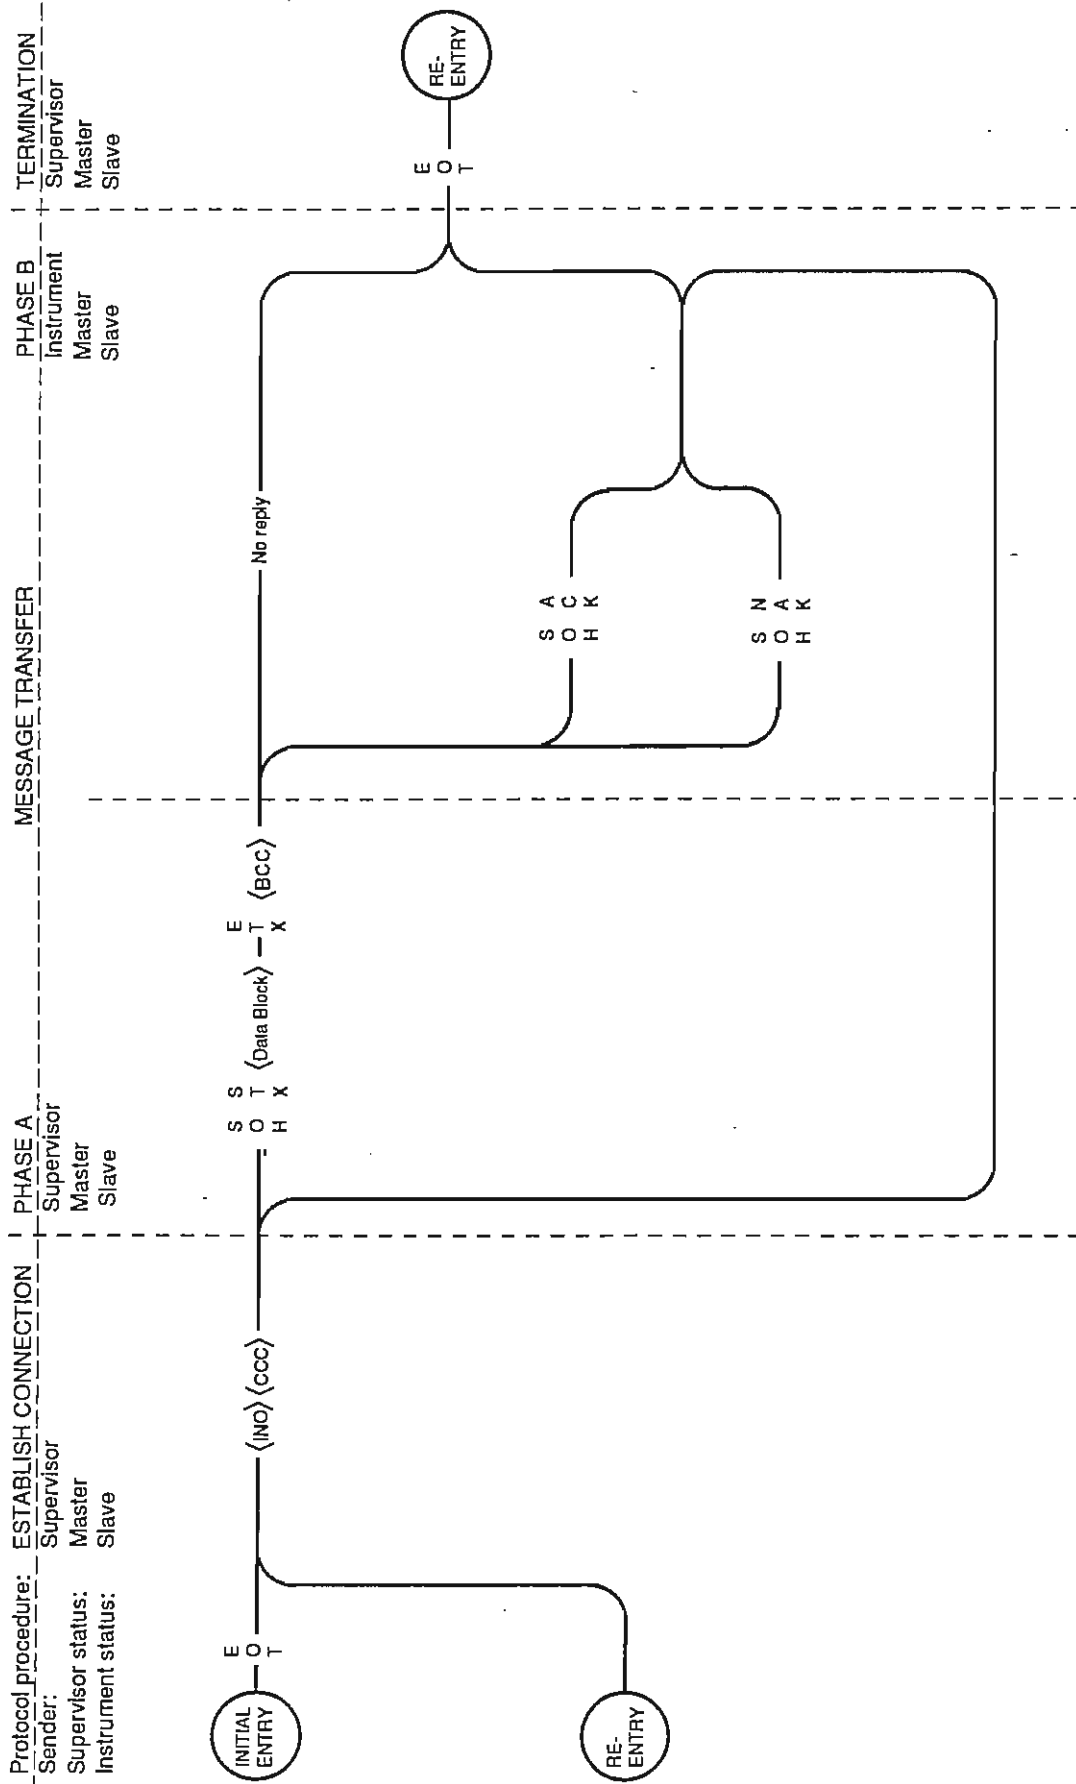 Protocol procedure: ESTABLISH CONNECTION PHASE A MESSAGE TRANSFER PHASE B TERMINATION
Sender: Supervisor Supervisor Instrument Supervisor
Supervisor status: Master Master Master Master
Instrument status: Slave Slave Slave Slave
INITIAL
ENTRY
EOT
〈INO〉〈CCC〉
SOH
STX
〈Data Block〉
ETX
〈BCC〉
No reply
EOT
RE-
ENTRY
SOH
ACK
SOH
NAK
RE-
ENTRY